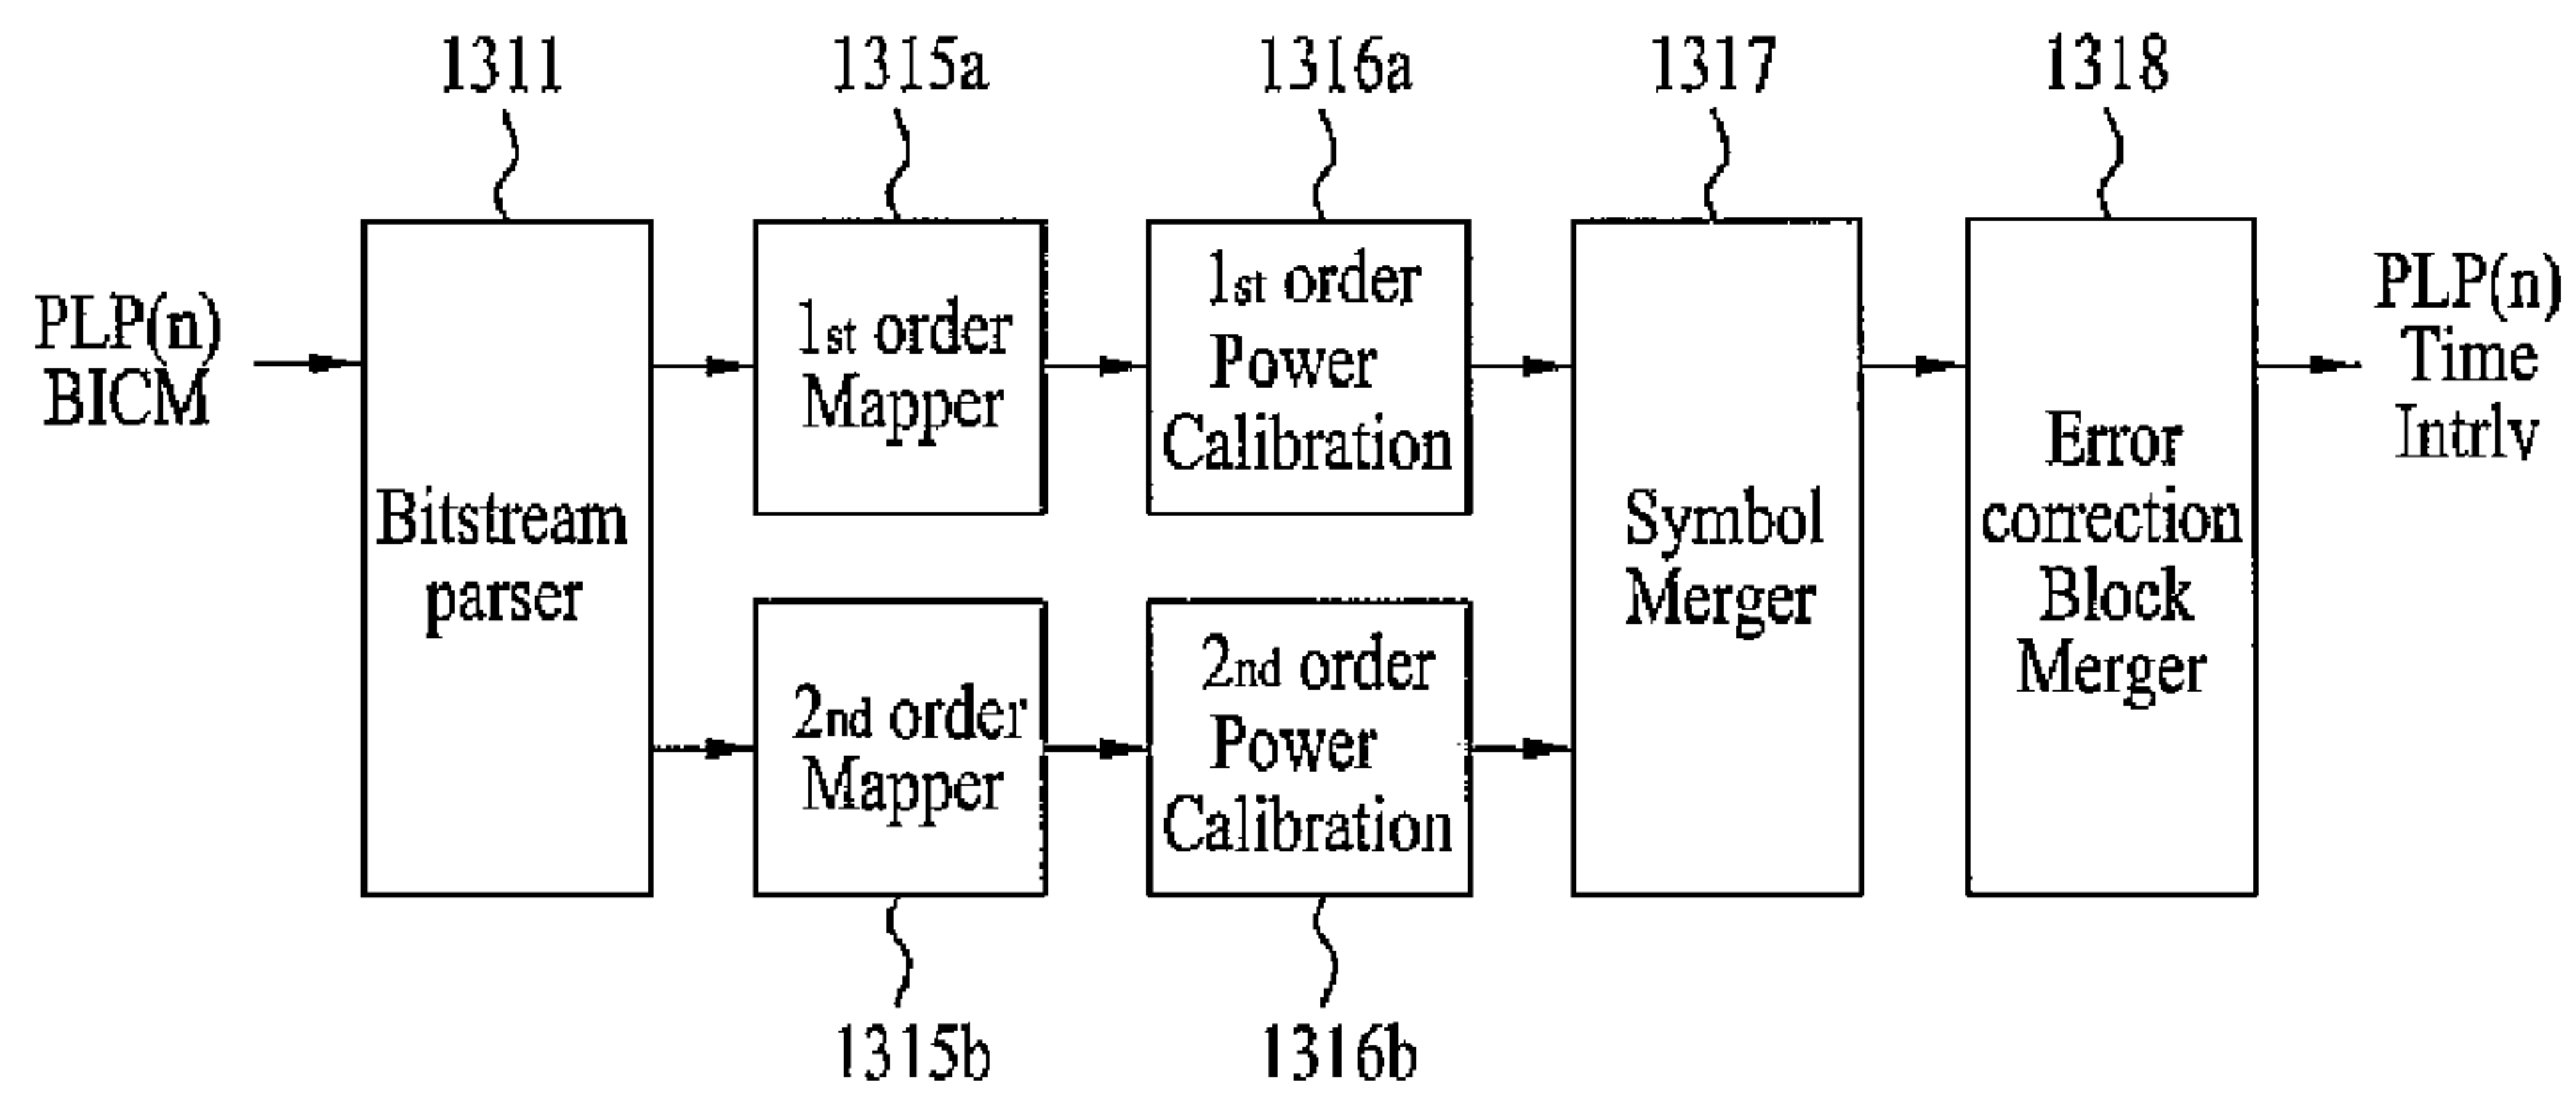 1311
1315a
1316a
1317
1318
PLP(n)
BICM
Bitstream
parser
1st order
Mapper
1st order
Power
Calibration
2nd order
Mapper
2nd order
Power
Calibration
Symbol
Merger
Error
correction
Block
Merger
PLP(n)
Time
Intrlv
1315b
1316b